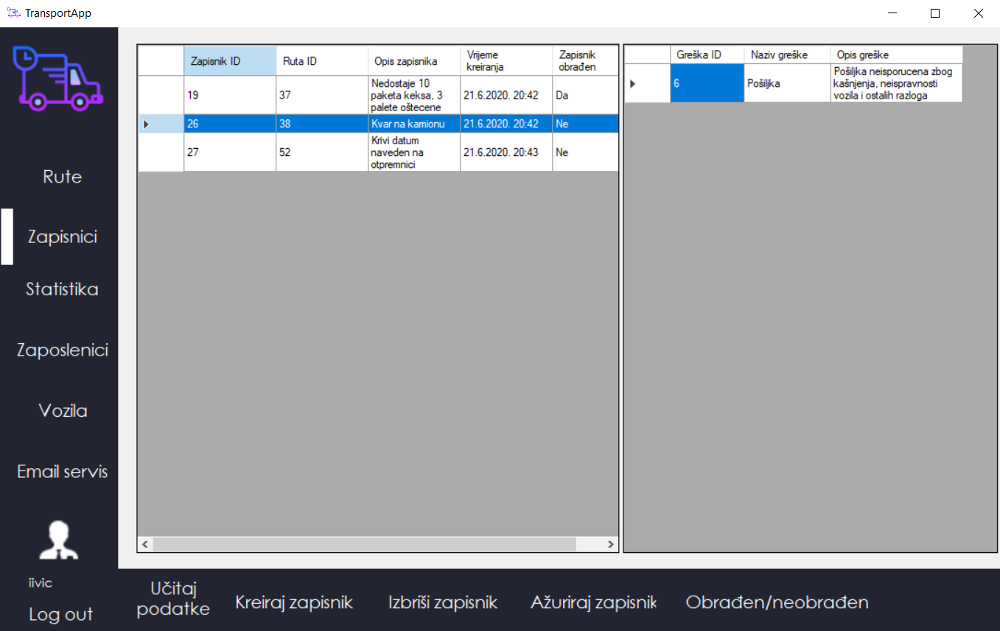 TransportApp
Rute
Zapisnici
Statistika
Zaposlenici
Vozila
Email servis
iivic
Log out
Zapisnik ID
Ruta ID
Opis zapisnika
Vrijeme
kreiranja
Zapisnik
obrađen
19
37
Nedostaje 10
paketa keksa, 3
palete oštecene
21.6.2020. 20:42
Da
26
38
Kvar na kamionu
21.6.2020. 20:42
Ne
27
52
Krivi datum
naveden na
otpremnici
21.6.2020. 20:43
Ne
Greška ID
Naziv greške
Opis greške
6
Pošiljka
Pošiljka neisporucena zbog
kašnjenja, neispravnosti
vozila i ostalih razloga
Učitaj
podatke
Kreiraj zapisnik
Izbriši zapisnik
Ažuriraj zapisnik
Obrađen/neobrađen